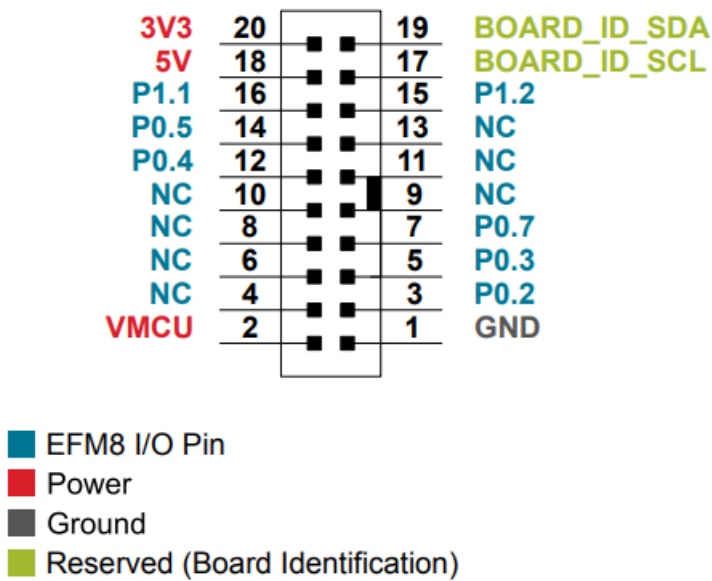 3V3 20 19 BOARD_ID_SDA
5V 18 17 BOARD_ID_SCL
P1.1 16 15 P1.2
P0.5 14 13 NC
P0.4 12 11 NC
NC 10 9 NC
NC 8 7 P0.7
NC 6 5 P0.3
NC 4 3 P0.2
VMCU 2 1 GND
EFM8 I/O Pin
Power
Ground
Reserved (Board Identification)